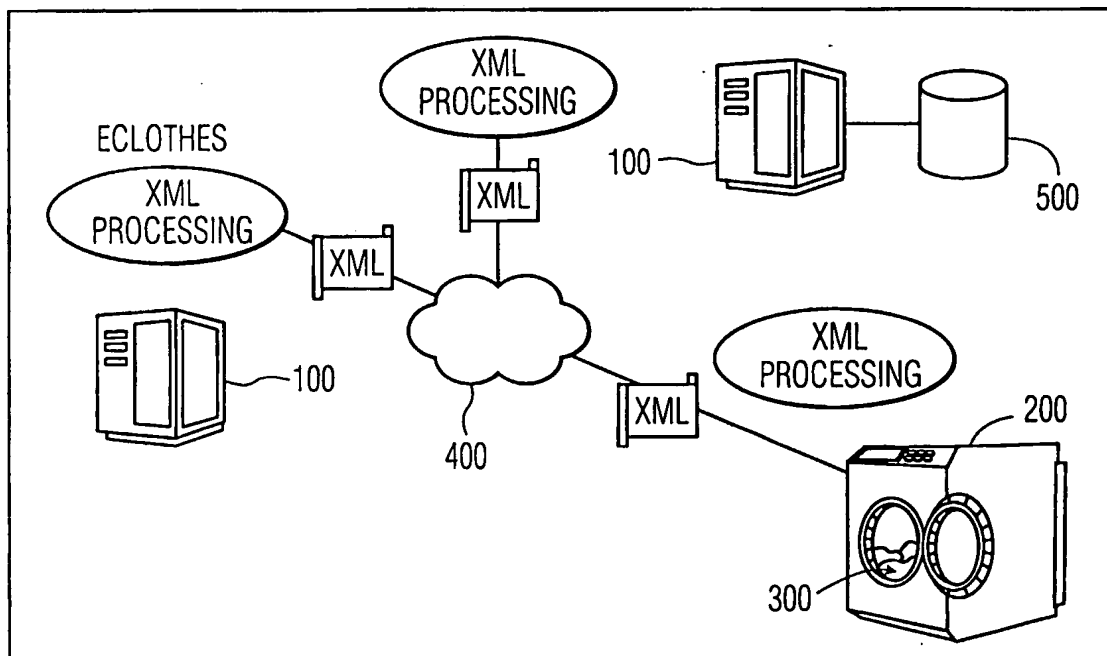 XML
PROCESSING
ECLOTHES
XML
PROCESSING
XML
XML
100
500
100
400
XML
PROCESSING
XML
200
300